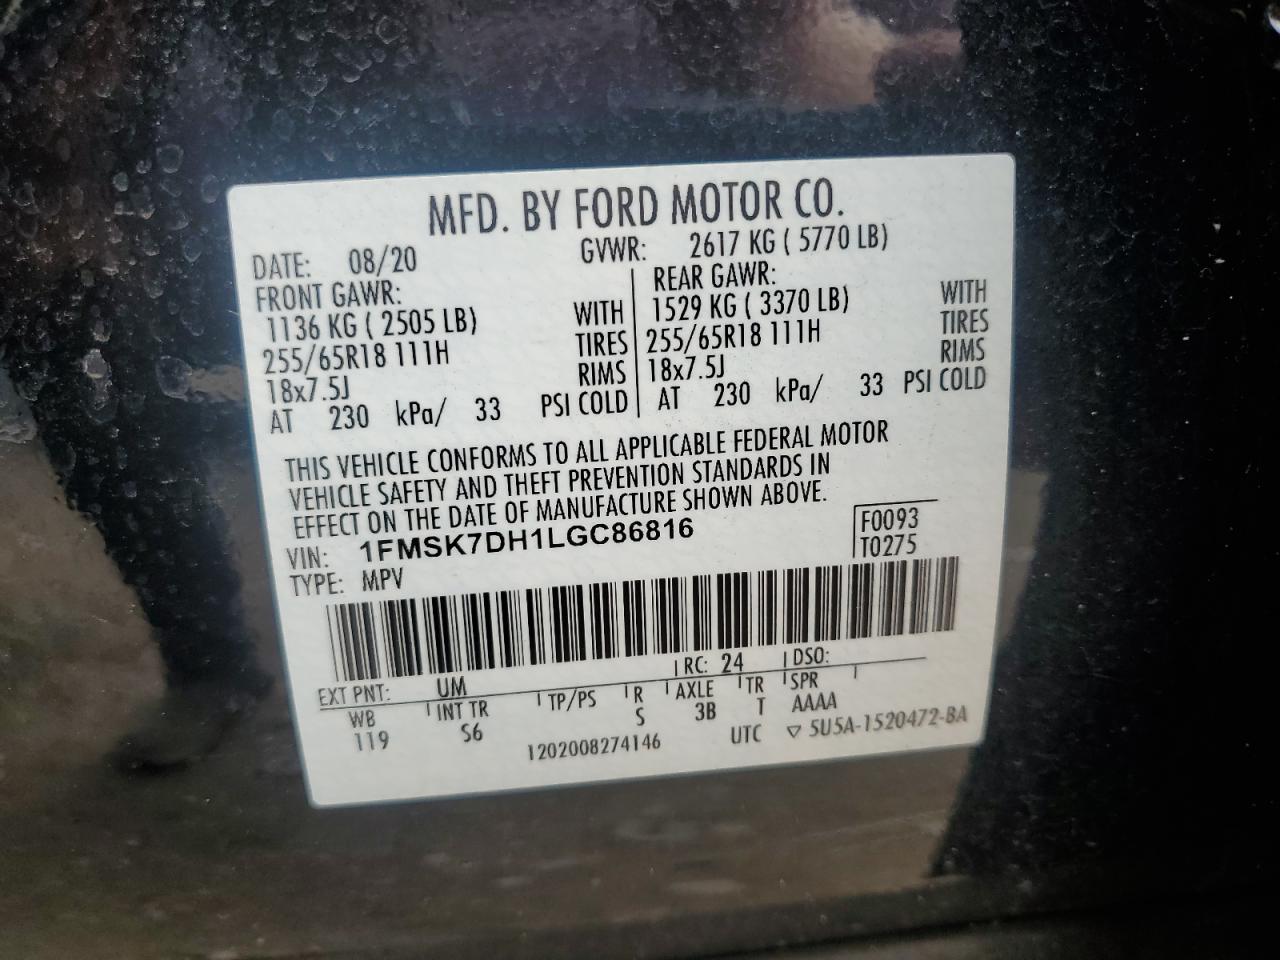 MFD. BY FORD MOTOR CO.
DATE: 08/20 GVWR: 2617 KG ( 5770 LB)
FRONT GAWR: REAR GAWR:
1136 KG ( 2505 LB) WITH 1529 KG ( 3370 LB) WITH
255/65R18 111H TIRES 255/65R18 111H TIRES
18x7.5J RIMS 18x7.5J RIMS
AT 230 kPa/ 33 PSI COLD AT 230 kPa/ 33 PSI COLD
THIS VEHICLE CONFORMS TO ALL APPLICABLE FEDERAL MOTOR
VEHICLE SAFETY AND THEFT PREVENTION STANDARDS IN
EFFECT ON THE DATE OF MANUFACTURE SHOWN ABOVE.
VIN: 1FMSK7DH1LGC86816 F0093
TYPE: MPV T0275
EXT PNT: UM RC: 24 DSO:
WB INT TR TP/PS R AXLE TR SPR
119 S6 S 3B T AAAA
1202008274146 UTC ▽ 5U5A-1520472-BA